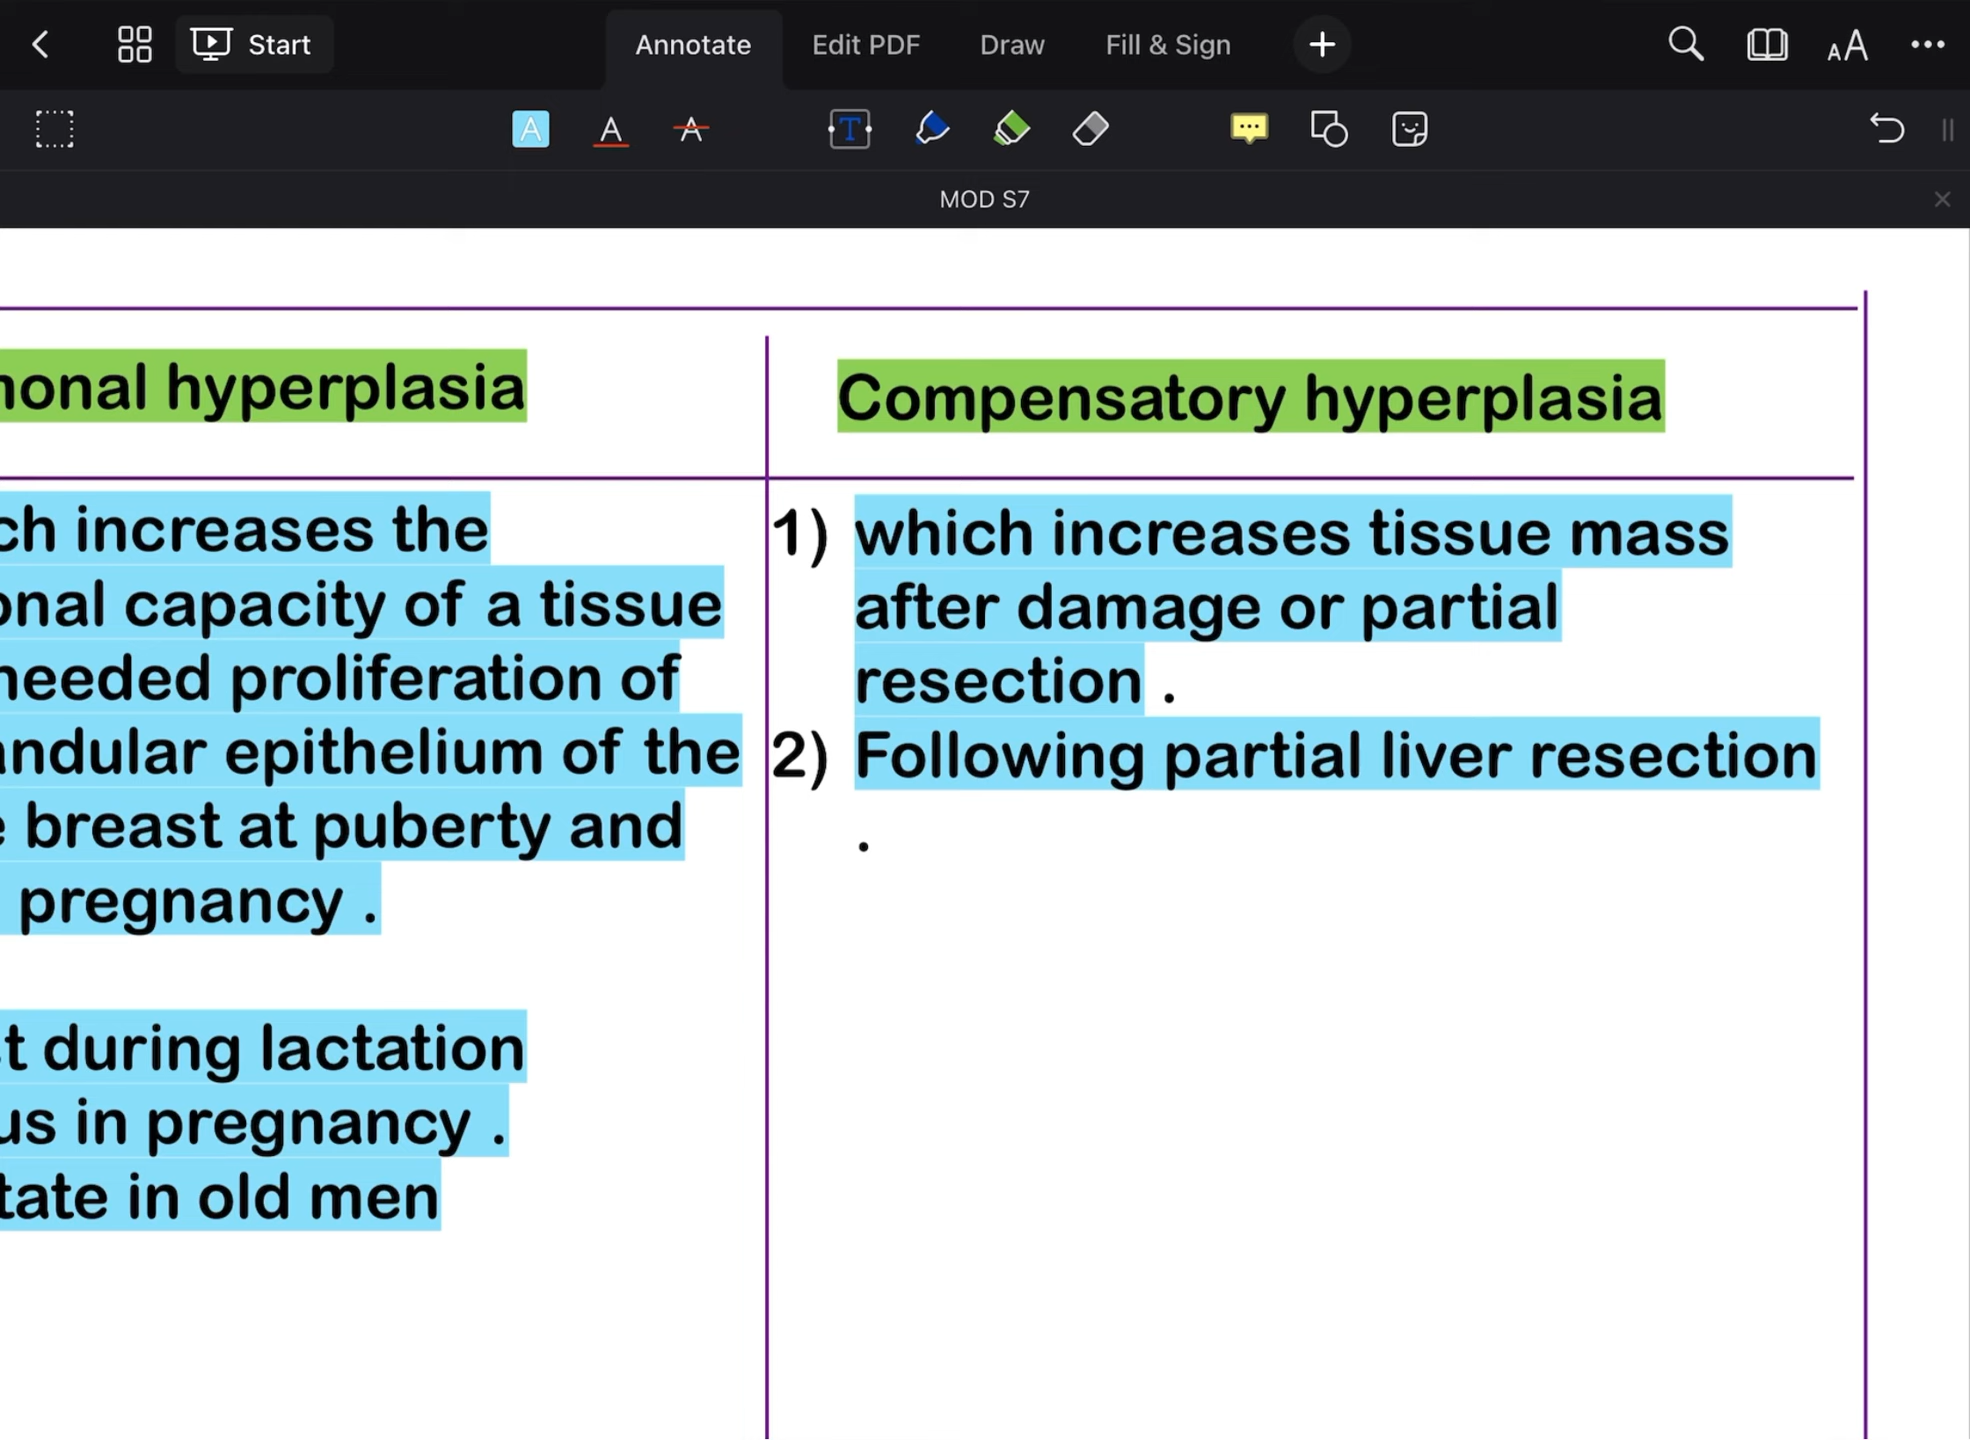 Start
Annotate
Edit PDF
Draw
Fill & Sign
AA
A
A
A
T
MOD S7
monal hyperplasia
ch increases the
onal capacity of a tissue
needed proliferation of
andular epithelium of the
e breast at puberty and
pregnancy .
t during lactation
us in pregnancy .
tate in old men
Compensatory hyperplasia
1) which increases tissue mass
after damage or partial
resection .
2) Following partial liver resection
.